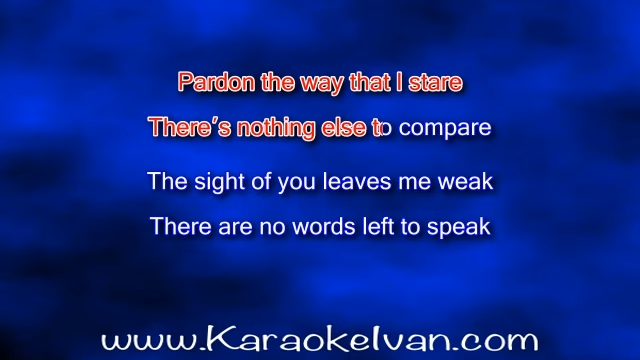 Pardon the way that I stare
There's nothing else to compare
The sight of you leaves me weak
There are no words left to speak
www.KaraokeIvan.com